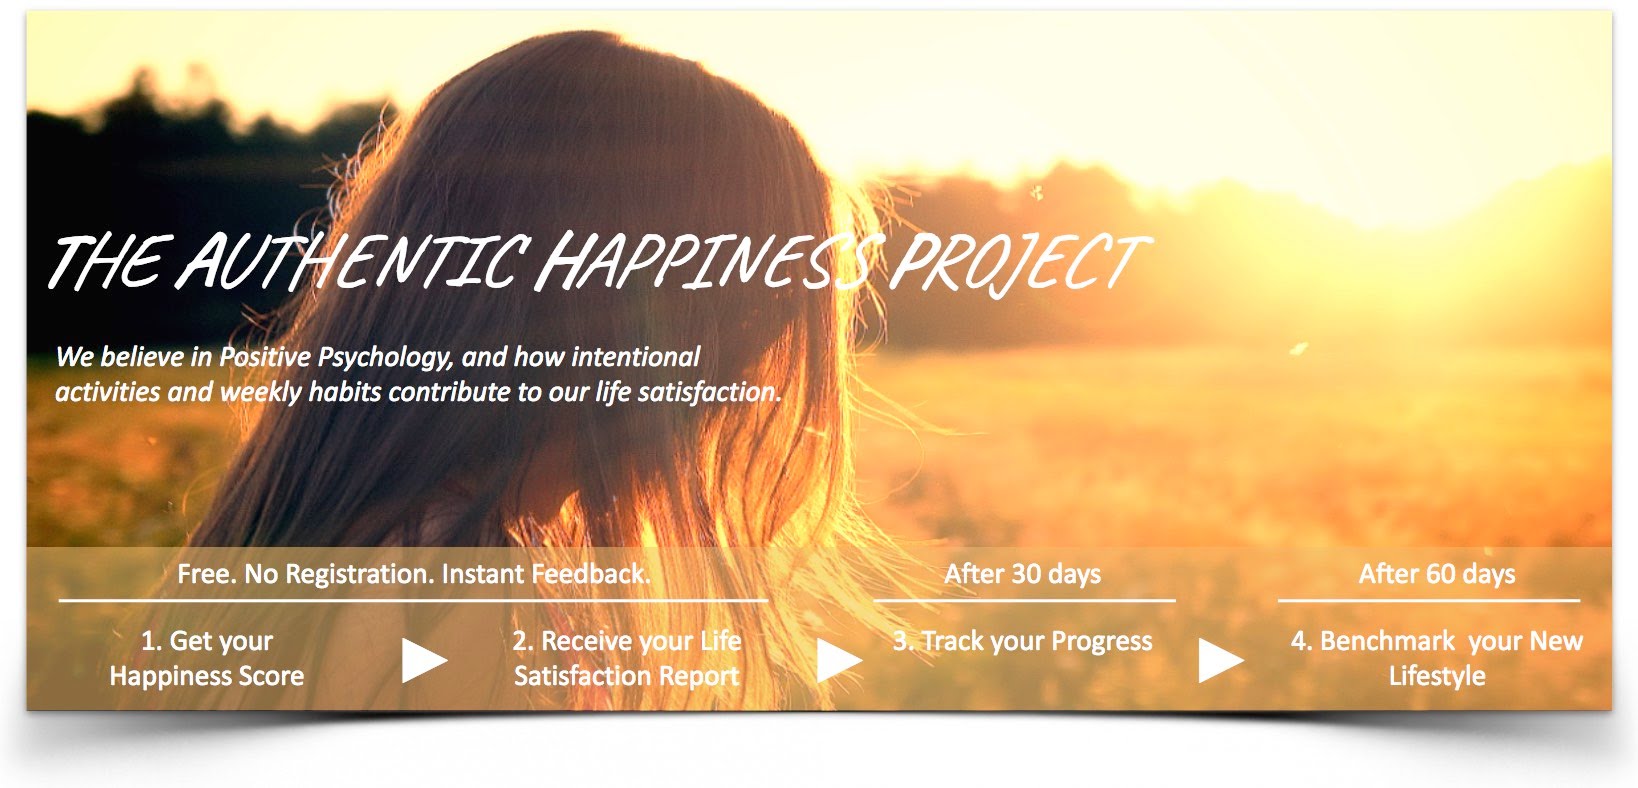 THE AUTHENTIC HAPPINESS PROJECT
We believe in Positive Psychology, and how intentional
activities and weekly habits contribute to our life satisfaction.
Free. No Registration. Instant Feedback.
After 30 days
After 60 days
1. Get your
Happiness Score
2. Receive your Life
Satisfaction Report
3. Track your Progress
4. Benchmark  your New
Lifestyle